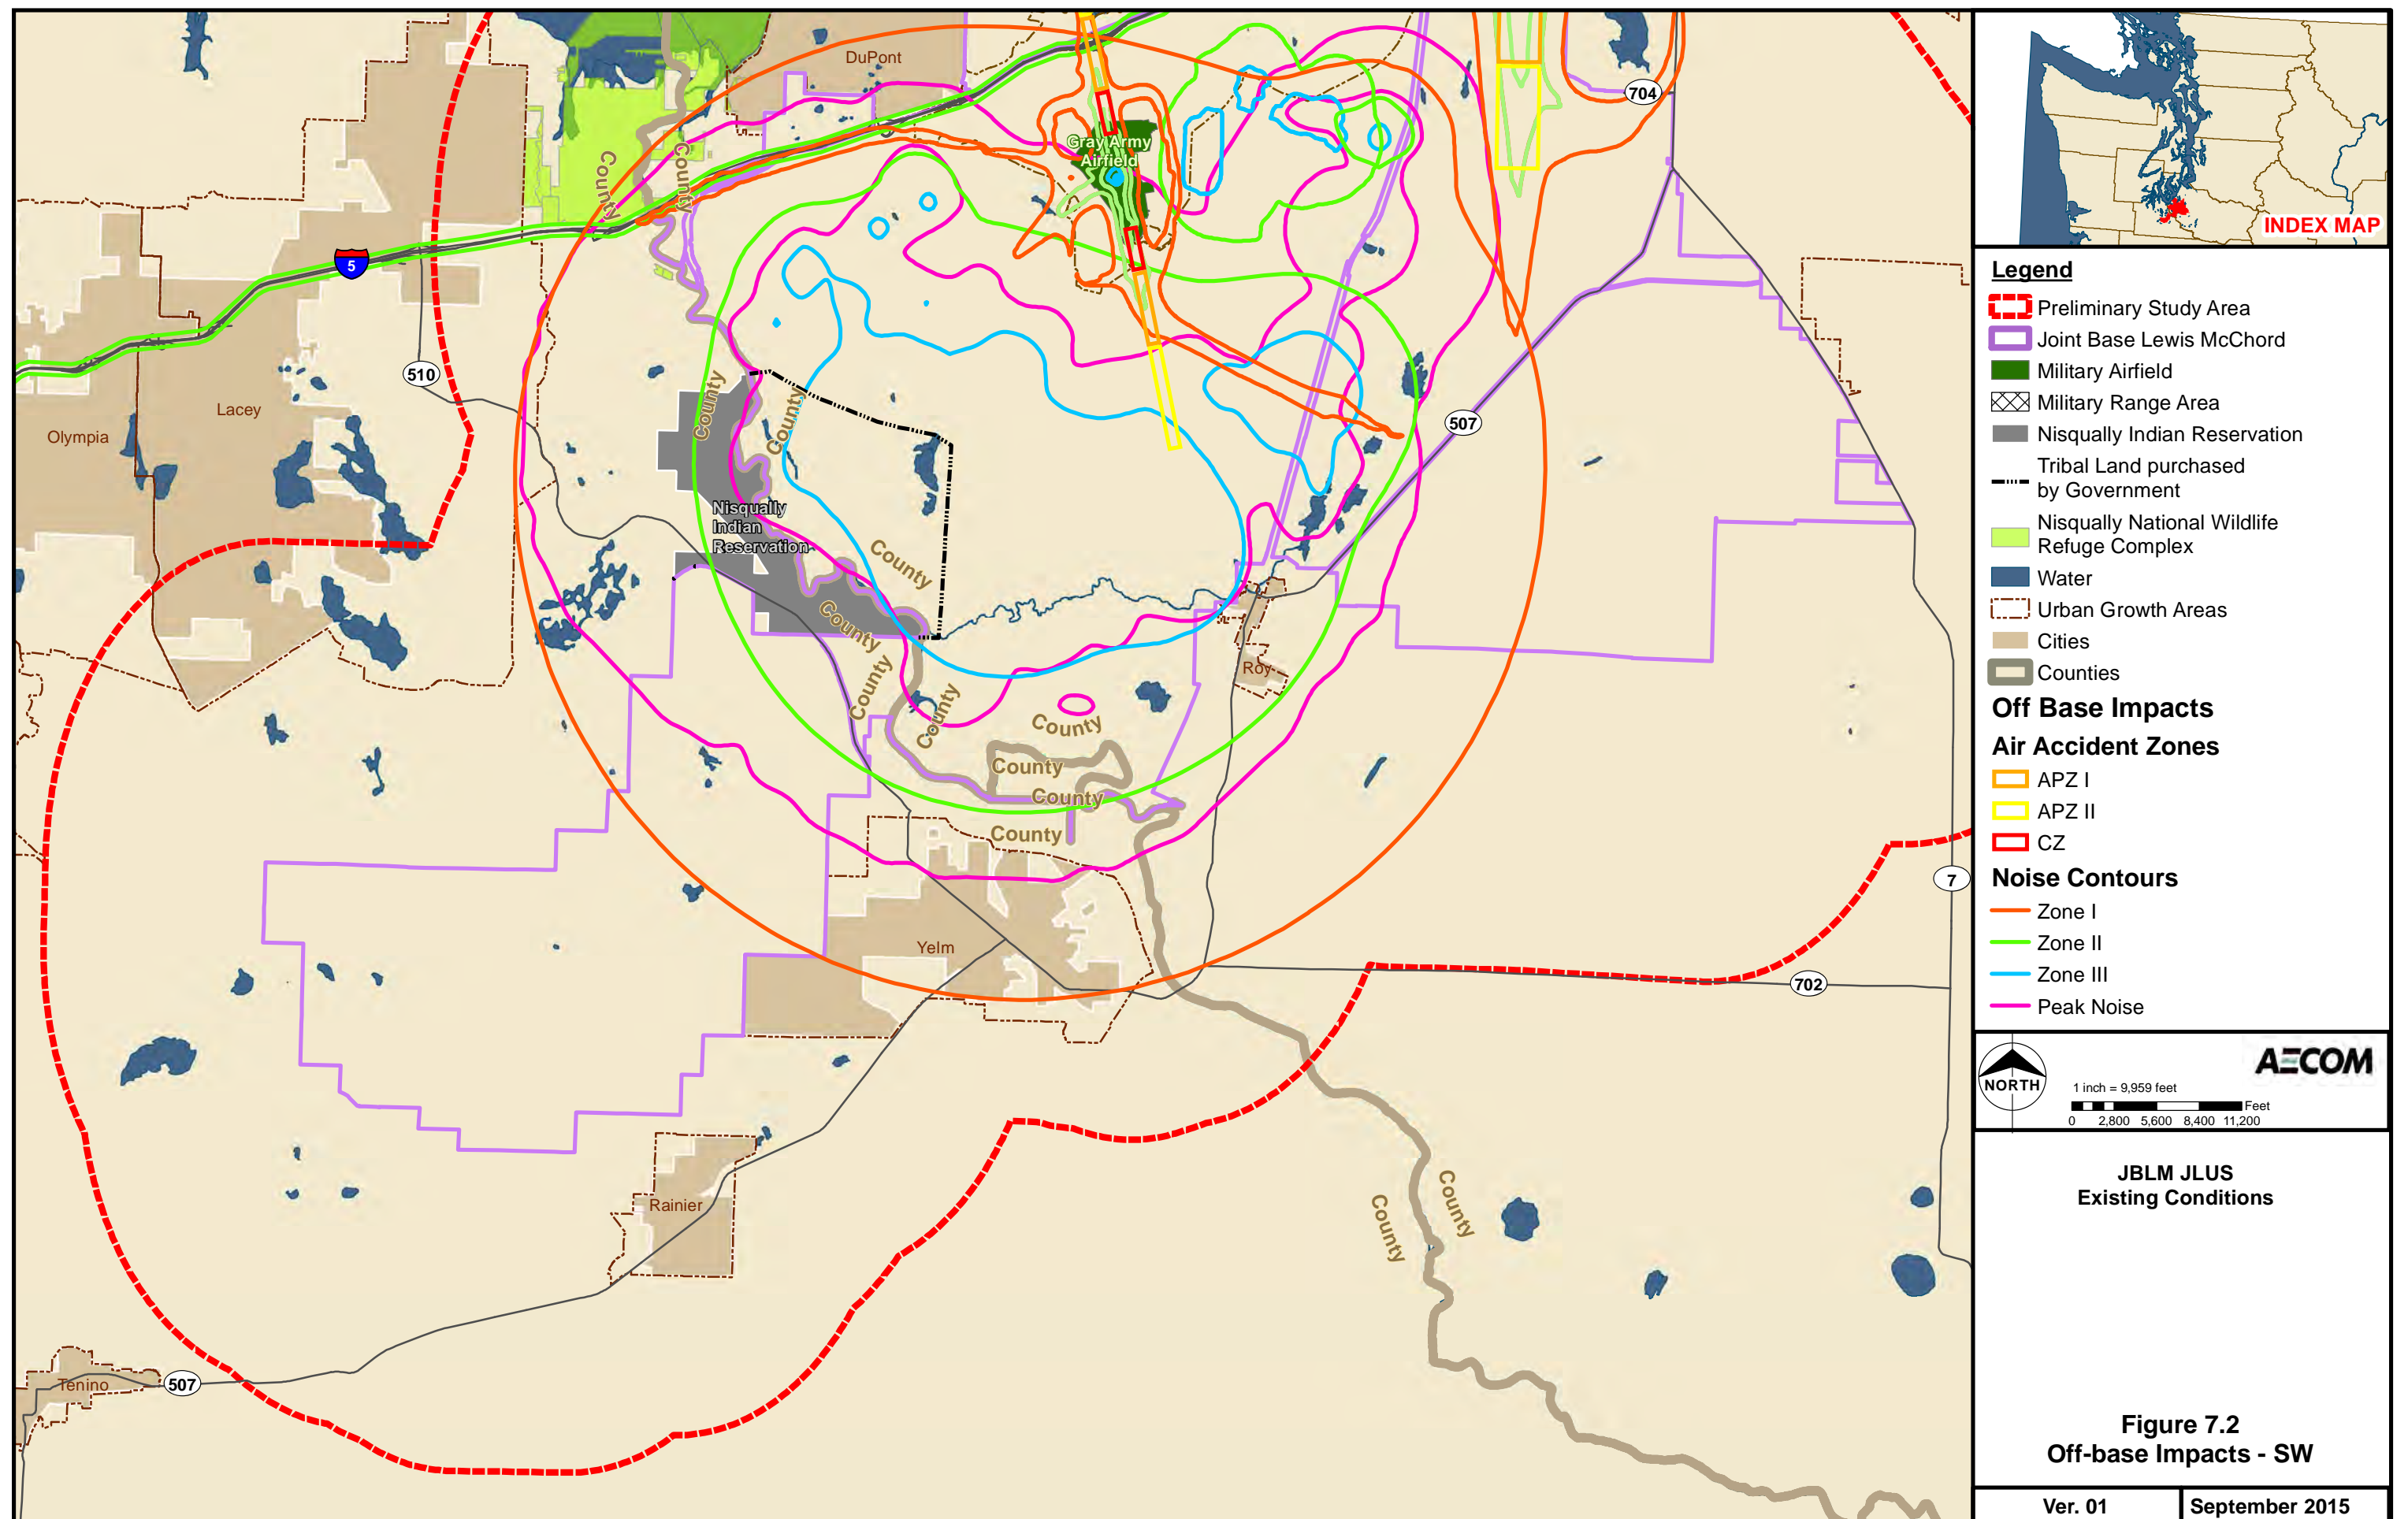 DuPont
704
Gray Army
Airfield
County
County
5
510
Lacey
Olympia
County
County
507
Nisqually
Indian
Reservation
County
County
County
Roy
County
County
County
County
County
Yelm
7
702
Rainier
County
County
Tenino
507
INDEX MAP
Legend
Preliminary Study Area
Joint Base Lewis McChord
Military Airfield
Military Range Area
Nisqually Indian Reservation
Tribal Land purchased
by Government
Nisqually National Wildlife
Refuge Complex
Water
Urban Growth Areas
Cities
Counties
Off Base Impacts
Air Accident Zones
APZ I
APZ II
CZ
Noise Contours
Zone I
Zone II
Zone III
Peak Noise
NORTH
AECOM
1 inch = 9,959 feet
Feet
0 2,800 5,600 8,400 11,200
JBLM JLUS
Existing Conditions
Figure 7.2
Off-base Impacts - SW
Ver. 01
September 2015